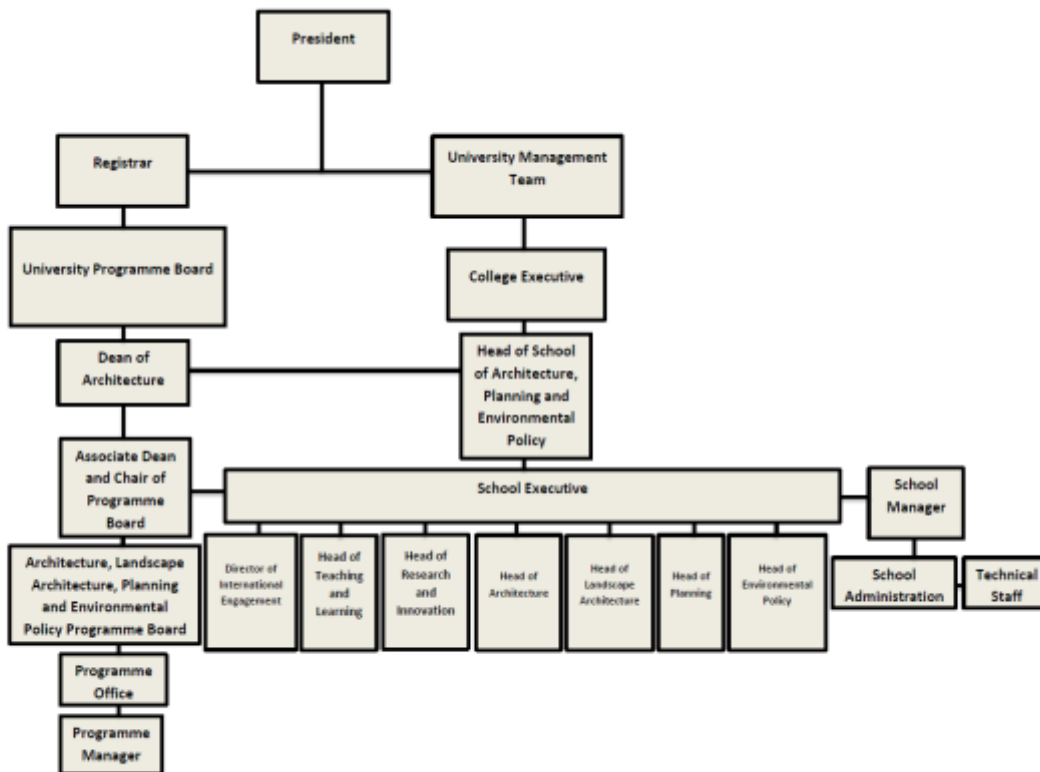 President
Registrar
University Management
Team
University Programme Board
College Executive
Dean of
Architecture
Head of School
of Architecture,
Planning and
Environmental
Policy
Associate Dean
and Chair of
Programme
Board
School Executive
School
Manager
Architecture, Landscape
Architecture, Planning
and Environmental
Policy Programme Board
Director of
International
Engagement
Head of
Teaching
and
Learning
Head of
Research
and
Innovation
Head of
Architecture
Head of
Landscape
Architecture
Head of
Planning
Head of
Environmental
Policy
School
Administration
Technical
Staff
Programme
Office
Programme
Manager